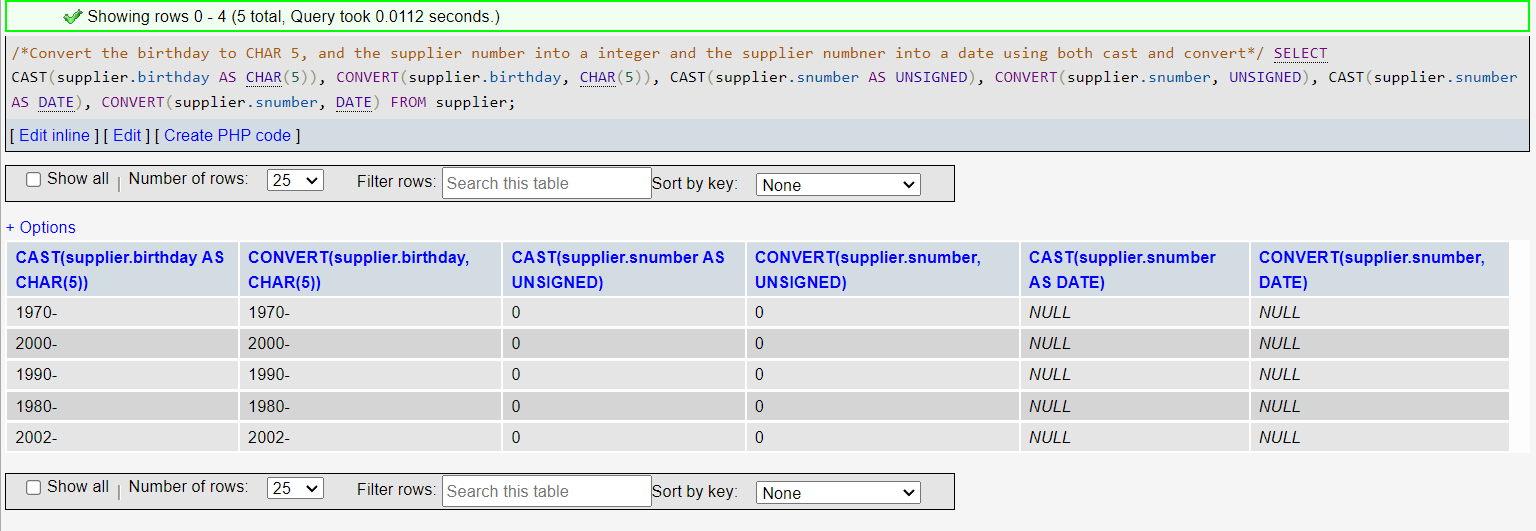 Showing rows 0 - 4 (5 total, Query took 0.0112 seconds.)
/*Convert the birthday to CHAR 5, and the supplier number into a integer and the supplier numbner into a date using both cast and convert*/ SELECT
CAST(supplier.birthday AS CHAR(5)), CONVERT(supplier.birthday, CHAR(5)), CAST(supplier.snumber AS UNSIGNED), CONVERT(supplier.snumber, UNSIGNED), CAST(supplier.snumber
AS DATE), CONVERT(supplier.snumber, DATE) FROM supplier;
[ Edit inline ] [ Edit ] [ Create PHP code ]
Show all | Number of rows: 25 Filter rows: Search this table Sort by key: None
+ Options
CAST(supplier.birthday AS CONVERT(supplier.birthday, CAST(supplier.snumber AS CONVERT(supplier.snumber, CAST(supplier.snumber CONVERT(supplier.snumber,
CHAR(5)) CHAR(5)) UNSIGNED) UNSIGNED) AS DATE) DATE)
1970- 1970- 0 0 NULL NULL
2000- 2000- 0 0 NULL NULL
1990- 1990- 0 0 NULL NULL
1980- 1980- 0 0 NULL NULL
2002- 2002- 0 0 NULL NULL
Show all | Number of rows: 25 Filter rows: Search this table Sort by key: None